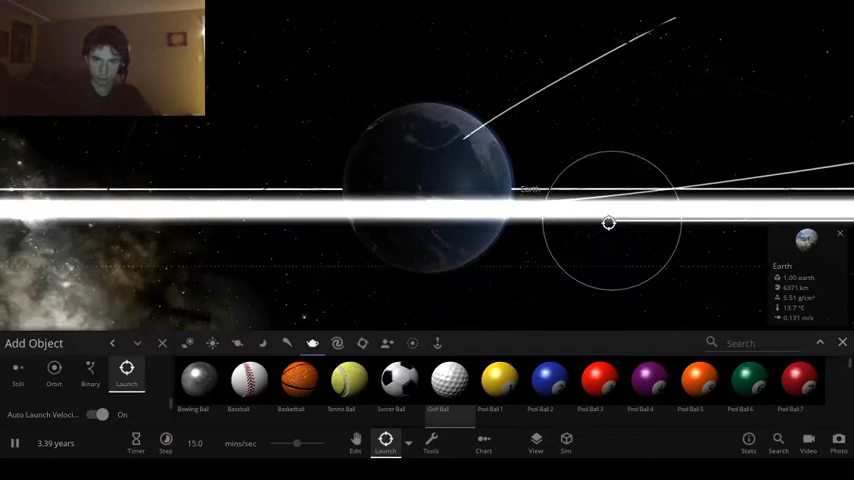 Earth
Earth
1.00 earth
6371 km
5.51 g/cm³
13.7 °C
0.131 m/s
Add Object
Search
Still
Orbit
Binary
Launch
Bowling Ball
Baseball
Basketball
Tennis Ball
Soccer Ball
Golf Ball
Pool Ball 1
Pool Ball 2
Pool Ball 3
Pool Ball 4
Pool Ball 5
Pool Ball 6
Pool Ball 7
Auto Launch Veloci...
On
3.39 years
Timer
Step
15.0
mins/sec
Edit
Launch
Tools
Chart
View
Sim
Stats
Search
Video
Photo